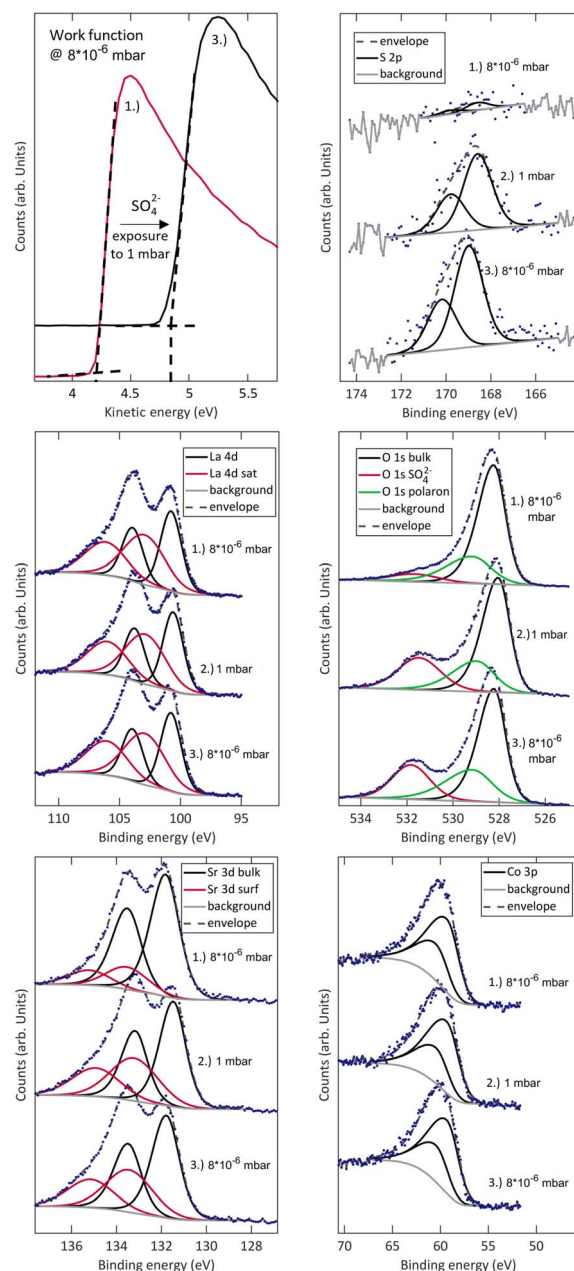 Work function
@ 8*10⁻⁶ mbar
1.)
3.)
SO₄²⁻
exposure
to 1 mbar
Counts (arb. Units)
4 4.5 5 5.5
Kinetic energy (eV)
envelope
S 2p
background
1.) 8*10⁻⁶ mbar
2.) 1 mbar
3.) 8*10⁻⁶ mbar
Counts (arb. Units)
174 172 170 168 166
Binding energy (eV)
La 4d
La 4d sat
background
envelope
1.) 8*10⁻⁶
mbar
2.) 1 mbar
3.) 8*10⁻⁶ mbar
Counts (arb. Units)
110 105 100 95
Binding energy (eV)
O 1s bulk
O 1s SO₄²⁻
O 1s polaron
background
envelope
1.) 8*10⁻⁶
mbar
2.) 1 mbar
3.) 8*10⁻⁶
mbar
Counts (arb. Units)
534 532 530 528 526
Binding energy (eV)
Sr 3d bulk
Sr 3d surf
background
envelope
1.) 8*10⁻⁶ mbar
2.) 1 mbar
3.) 8*10⁻⁶ mbar
Counts (arb. Units)
136 134 132 130 128
Binding energy (eV)
Co 3p
background
envelope
1.) 8*10⁻⁶ mbar
2.) 1 mbar
3.) 8*10⁻⁶ mbar
Counts (arb. Units)
70 65 60 55 50
Binding energy (eV)